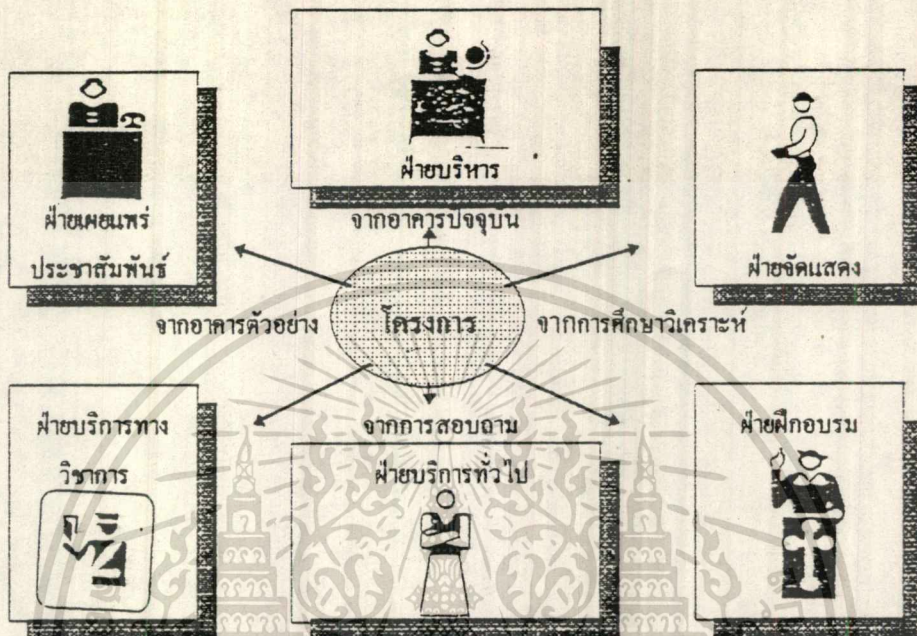 ฝ่ายบริหาร
ฝ่ายเผยแพร่
ประชาสัมพันธ์
ฝ่ายจัดแสดง
จากอาคารปัจจุบัน
จากอาคารตัวอย่าง
โครงการ
จากการศึกษาวิเคราะห์
จากการสอบถาม
ฝ่ายบริการทาง
วิชาการ
ฝ่ายบริการทั่วไป
ฝ่ายฝึกอบรม